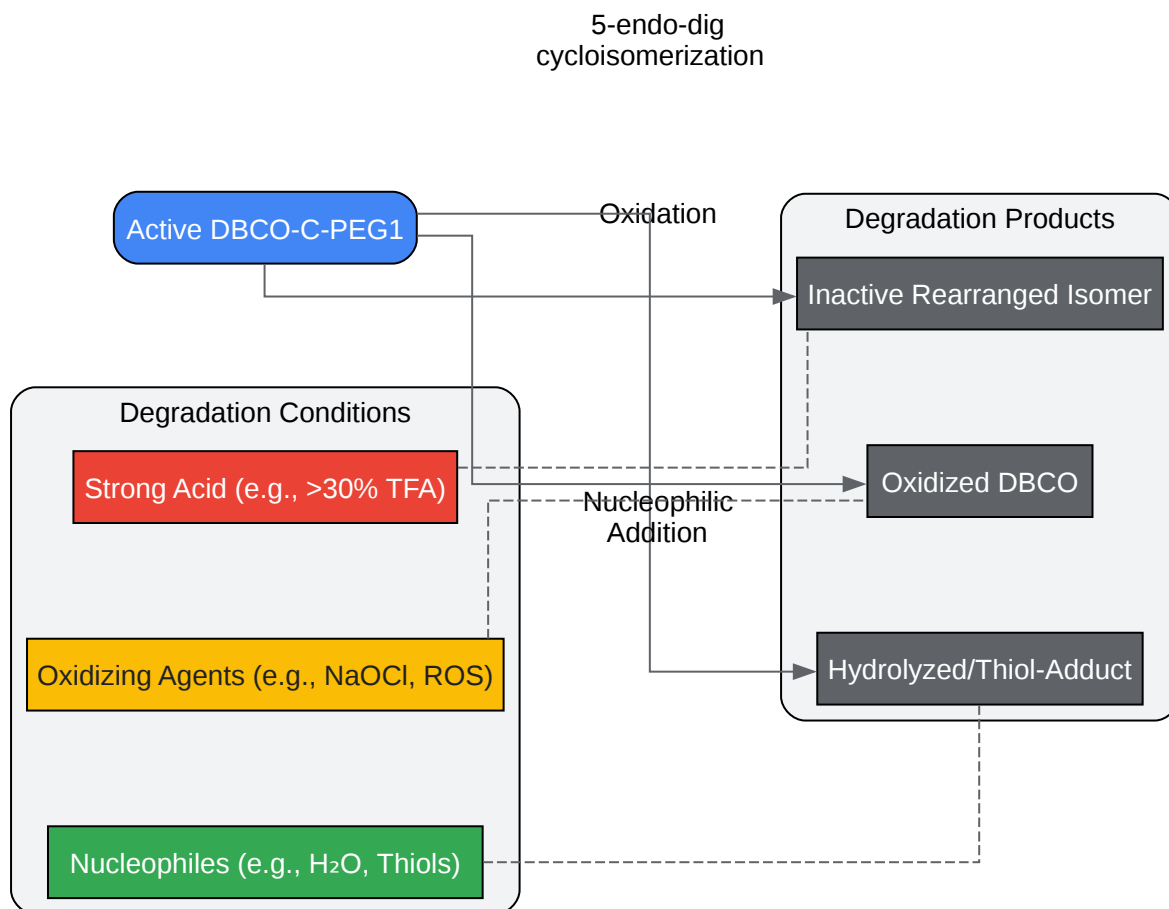 5-endo-dig
cycloisomerization
Active DBCO-C-PEG1
Oxidation
Degradation Products
Inactive Rearranged Isomer
Degradation Conditions
Strong Acid (e.g., >30% TFA)
Oxidized DBCO
Nucleophilic
Addition
Oxidizing Agents (e.g., NaOCl, ROS)
Hydrolyzed/Thiol-Adduct
Nucleophiles (e.g., H₂O, Thiols)